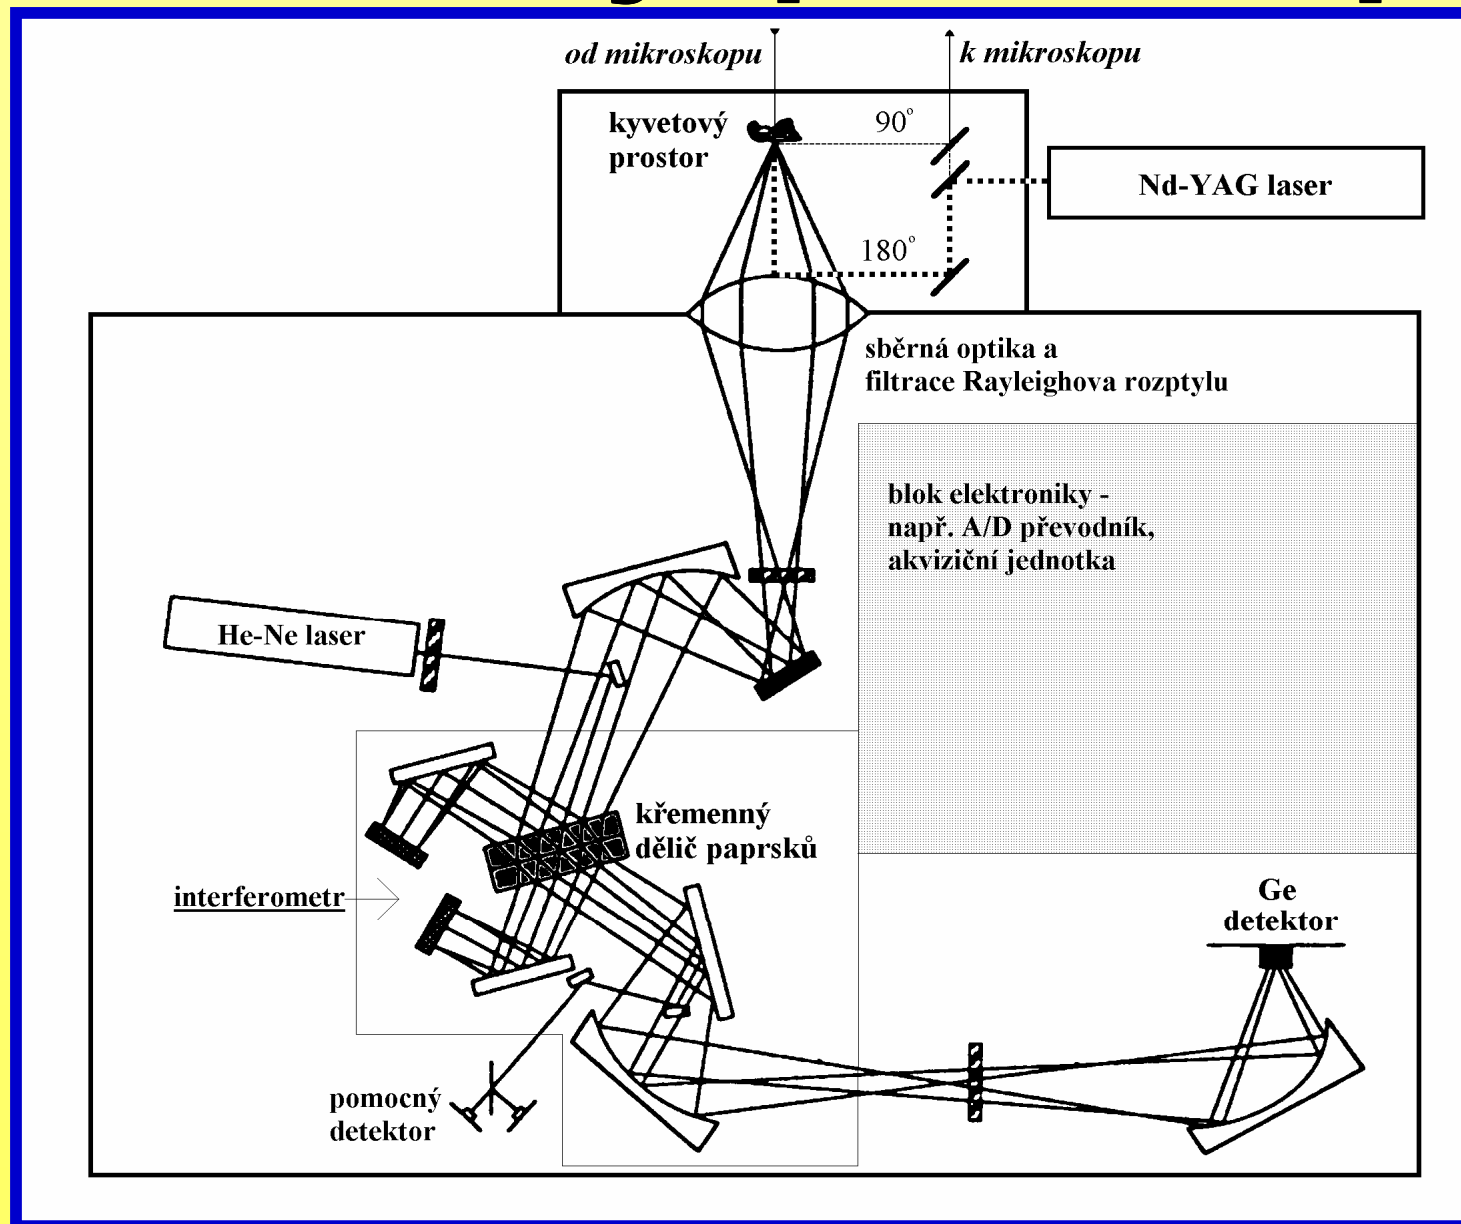 od mikroskopu
k mikroskopu
kyvetový
prostor
90°
Nd-YAG laser
180°
sběrná optika a
filtrace Rayleighova rozptylu
blok elektroniky -
např. A/D převodník,
akviziční jednotka
He-Ne laser
křemenný
dělič paprsků
interferometr
Ge
detektor
pomocný
detektor